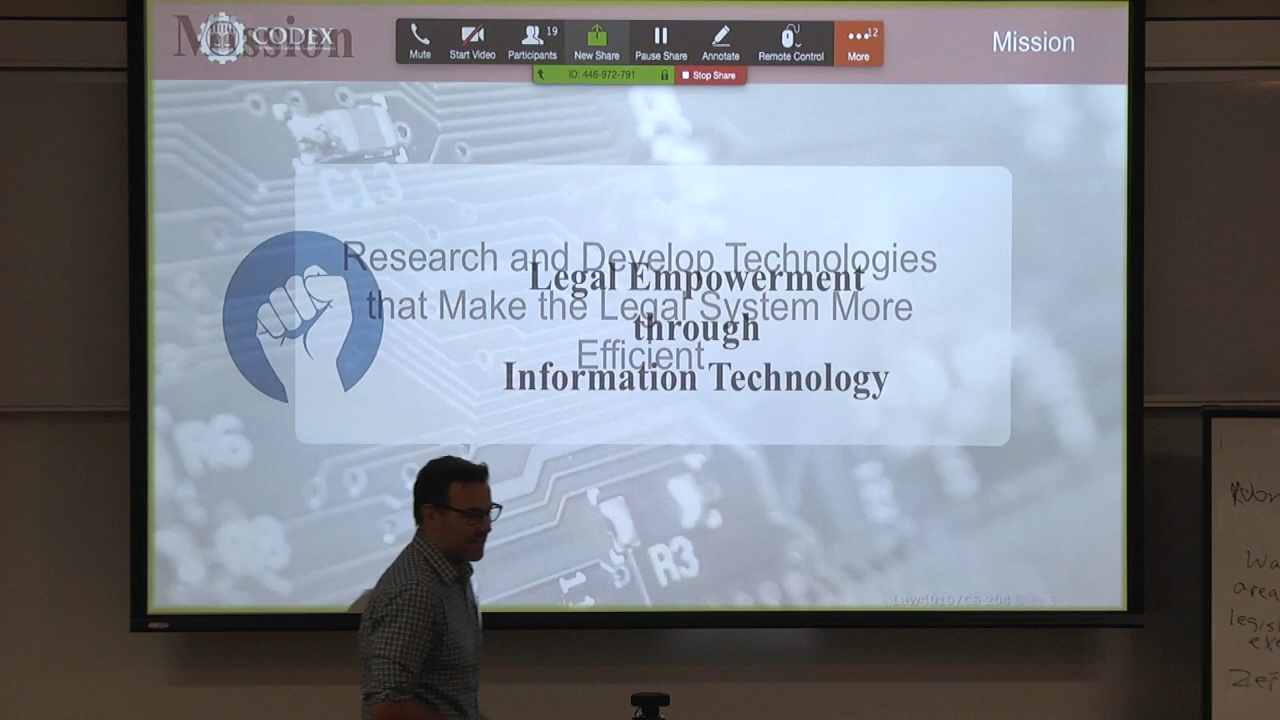 Mission
CODEX
Mission
Mute
Start Video
Participants
19
New Share
Pause Share
Annotate
Remote Control
More
12
ID: 446-972-791
Stop Share
C13
Research and Develop Technologies
that Make the Legal System More
Efficient
Legal Empowerment
through
Information Technology
R3
area